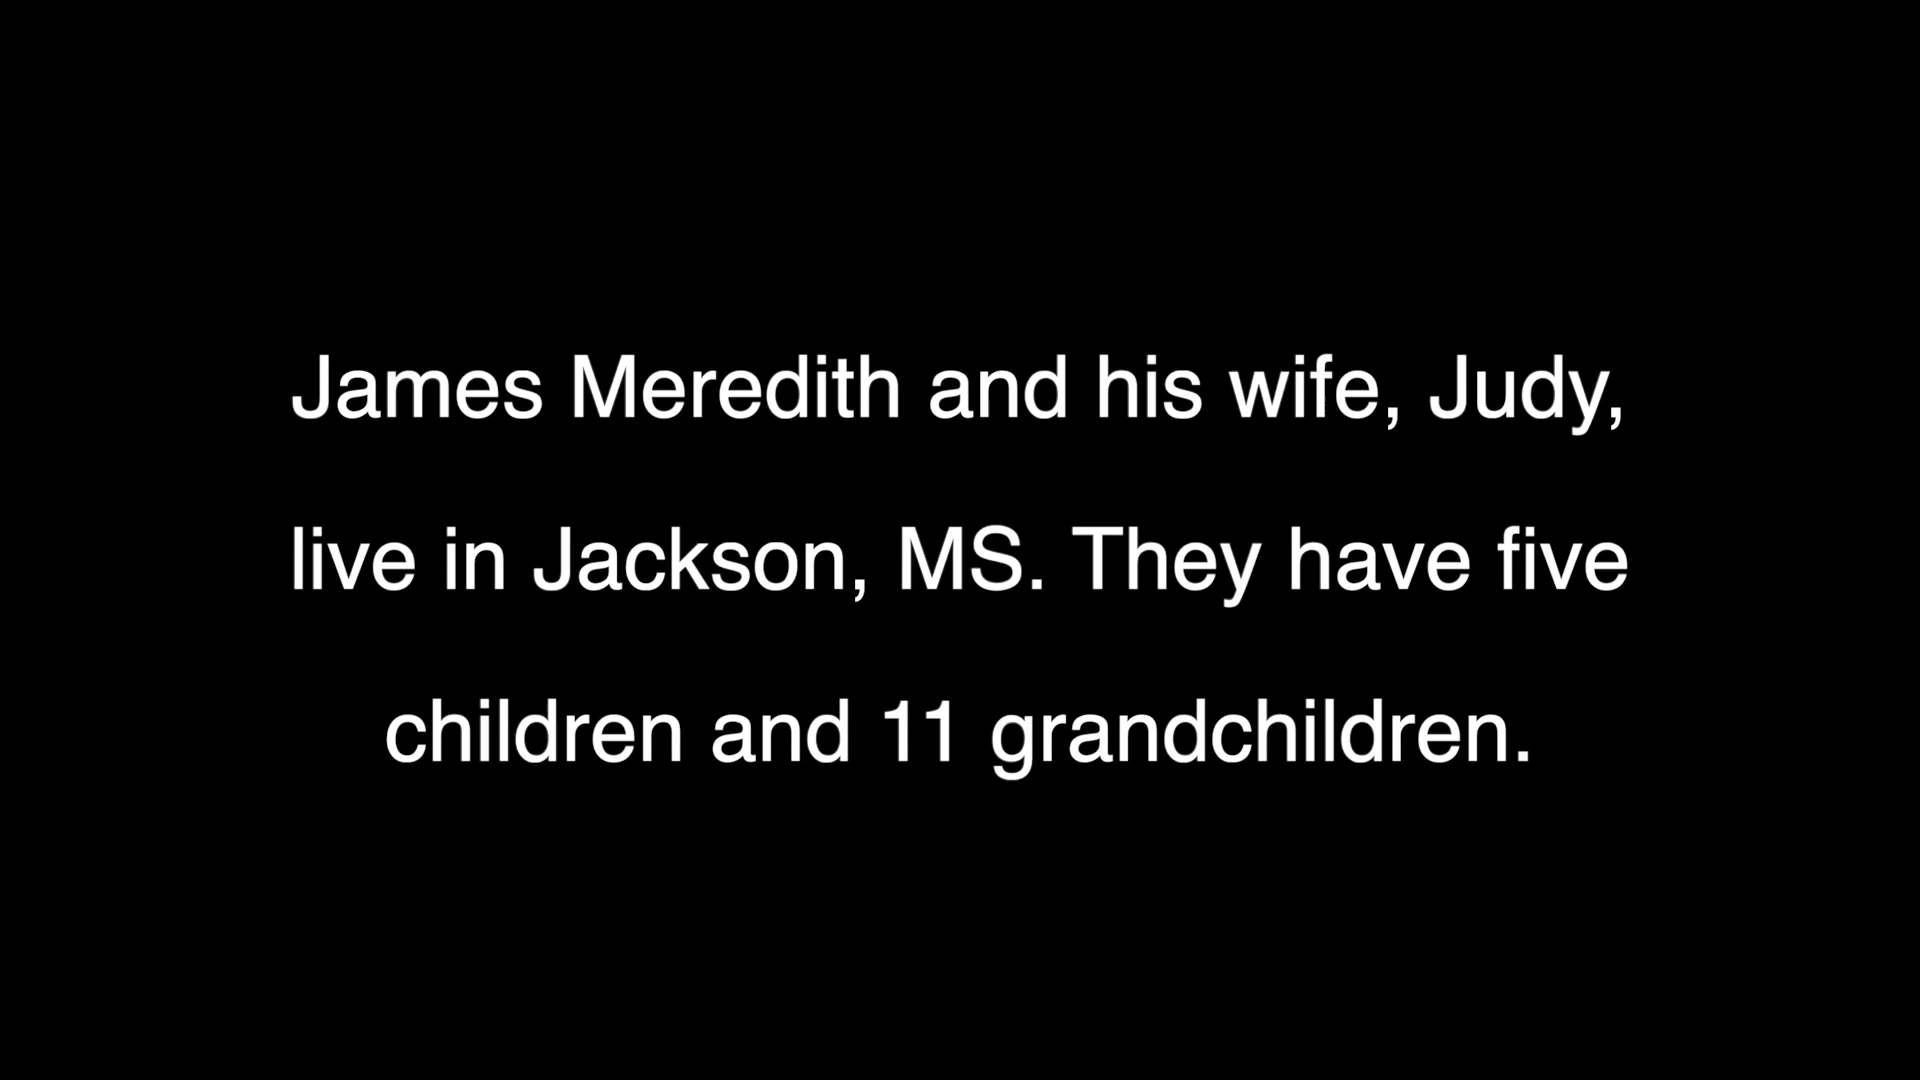 James Meredith and his wife, Judy,
live in Jackson, MS. They have five
children and 11 grandchildren.